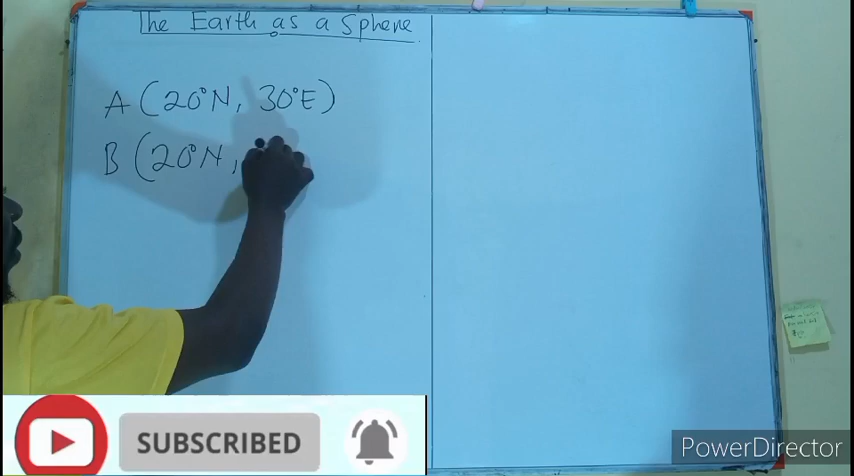 The Earth as a Sphere
A (20°N, 30°E)
B (20°N,
SUBSCRIBED
PowerDirector